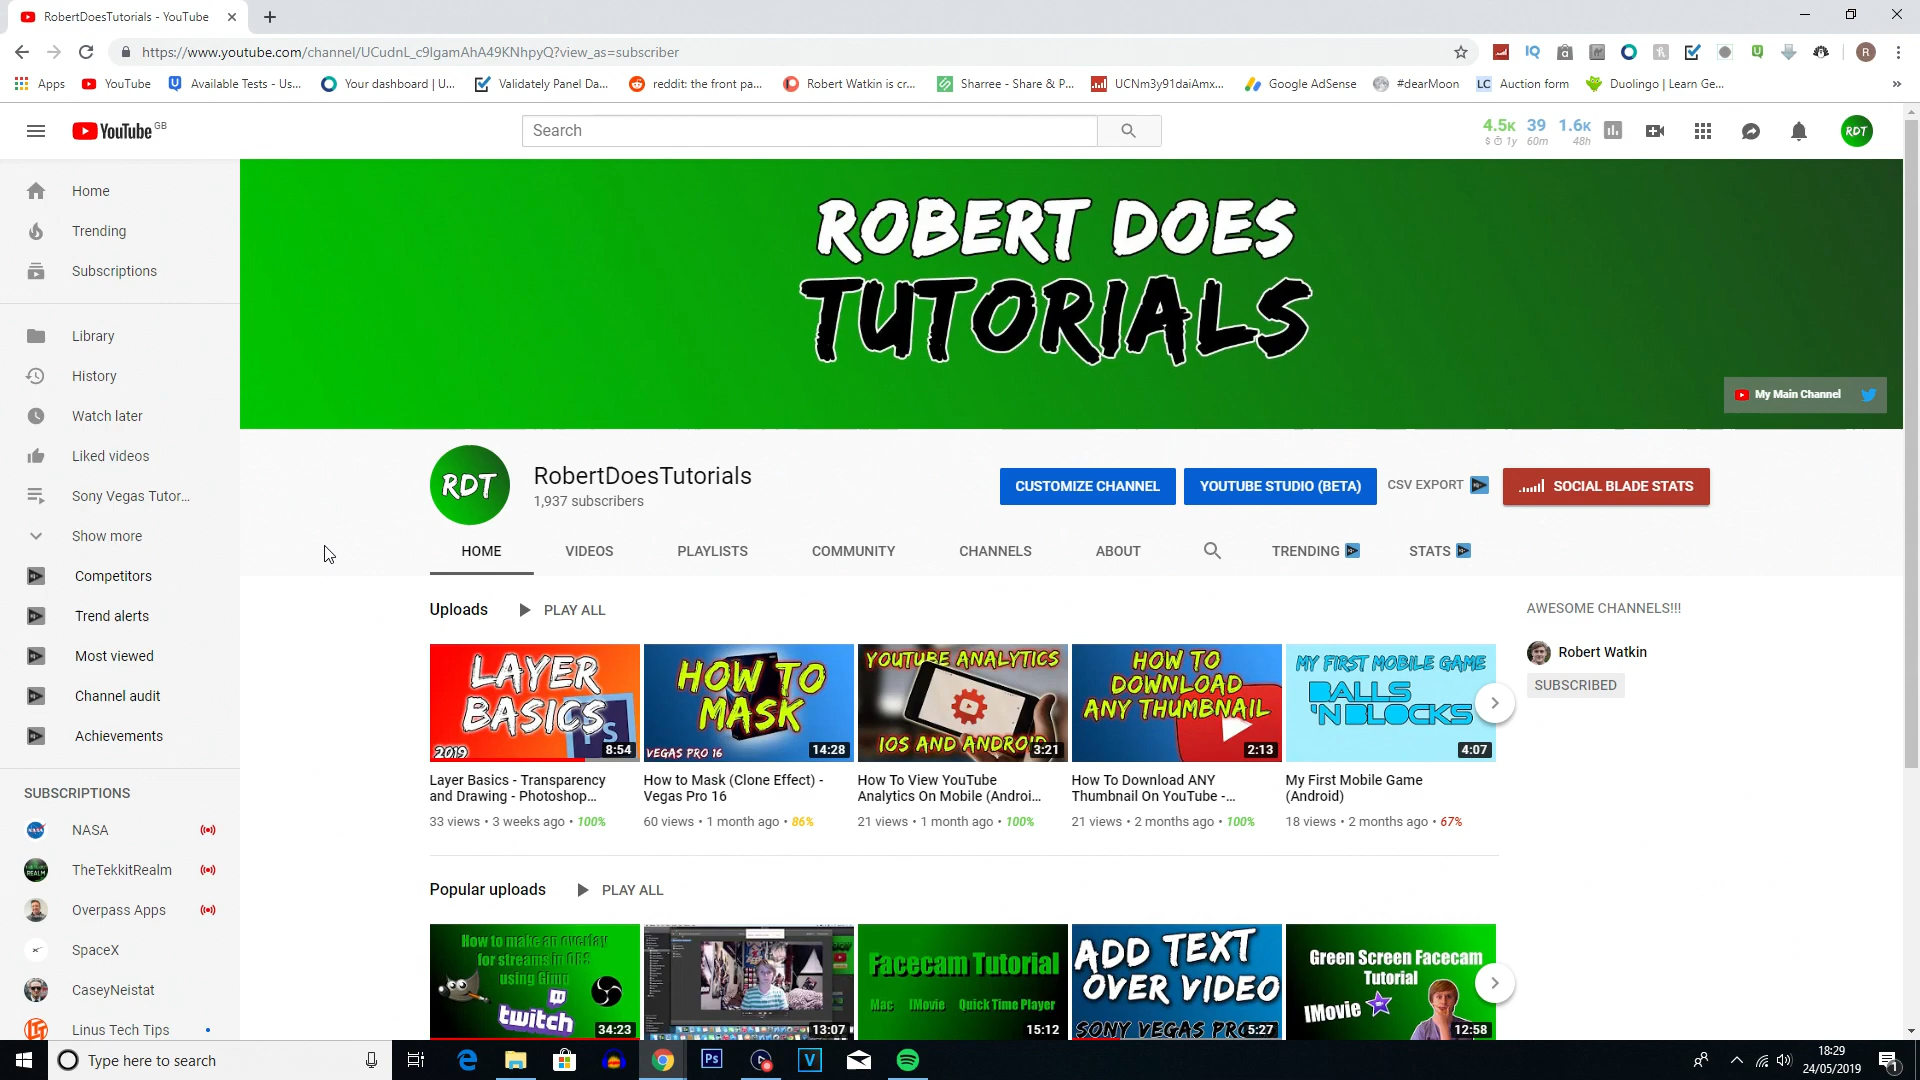 RobertDoesTutorials - YouTube
https://www.youtube.com/channel/UCudnL_c9IgamAhA49KNhpyQ?view_as=subscriber
Apps YouTube Available Tests - Us... Your dashboard | U... Validately Panel Da... reddit: the front pa... Robert Watkin is cr... Sharree - Share & P... UCNm3y91daiAmx... Google AdSense #dearMoon LC Auction form Duolingo | Learn Ge... »
YouTube GB
Search
4.5K 39 1.6K
$ 1y 60m 48h
RDT
Home
Trending
Subscriptions
Library
History
Watch later
Liked videos
Sony Vegas Tutor...
Show more
Competitors
Trend alerts
Most viewed
Channel audit
Achievements
SUBSCRIPTIONS
NASA
TheTekkitRealm
Overpass Apps
SpaceX
CaseyNeistat
Linus Tech Tips
ROBERT DOES
TUTORIALS
My Main Channel
RDT
RobertDoesTutorials
1,937 subscribers
CUSTOMIZE CHANNEL
YOUTUBE STUDIO (BETA)
CSV EXPORT
SOCIAL BLADE STATS
HOME VIDEOS PLAYLISTS COMMUNITY CHANNELS ABOUT TRENDING STATS
Uploads PLAY ALL
LAYER
BASICS
2019
Ps
8:54
Layer Basics - Transparency
and Drawing - Photoshop...
33 views • 3 weeks ago • 100%
HOW TO
MASK
VEGAS PRO 16
14:28
How to Mask (Clone Effect) -
Vegas Pro 16
60 views • 1 month ago • 86%
YOUTUBE ANALYTICS
IOS AND ANDROID
3:21
How To View YouTube
Analytics On Mobile (Androi...
21 views • 1 month ago • 100%
HOW TO
DOWNLOAD
ANY THUMBNAIL
2:13
How To Download ANY
Thumbnail On YouTube -...
21 views • 2 months ago • 100%
MY FIRST MOBILE GAME
BALLS
'N BLOCKS
4:07
My First Mobile Game
(Android)
18 views • 2 months ago • 67%
AWESOME CHANNELS!!!
Robert Watkin
SUBSCRIBED
Popular uploads PLAY ALL
How to make an overlay
for streams in OBS
using Gimp
twitch
34:23
13:07
Facecam Tutorial
Mac IMovie Quick Time Player
15:12
ADD TEXT
OVER VIDEO
SONY VEGAS PRO
5:27
Green Screen Facecam
Tutorial
IMovie
12:58
Type here to search
Ps
V
18:29
24/05/2019
1